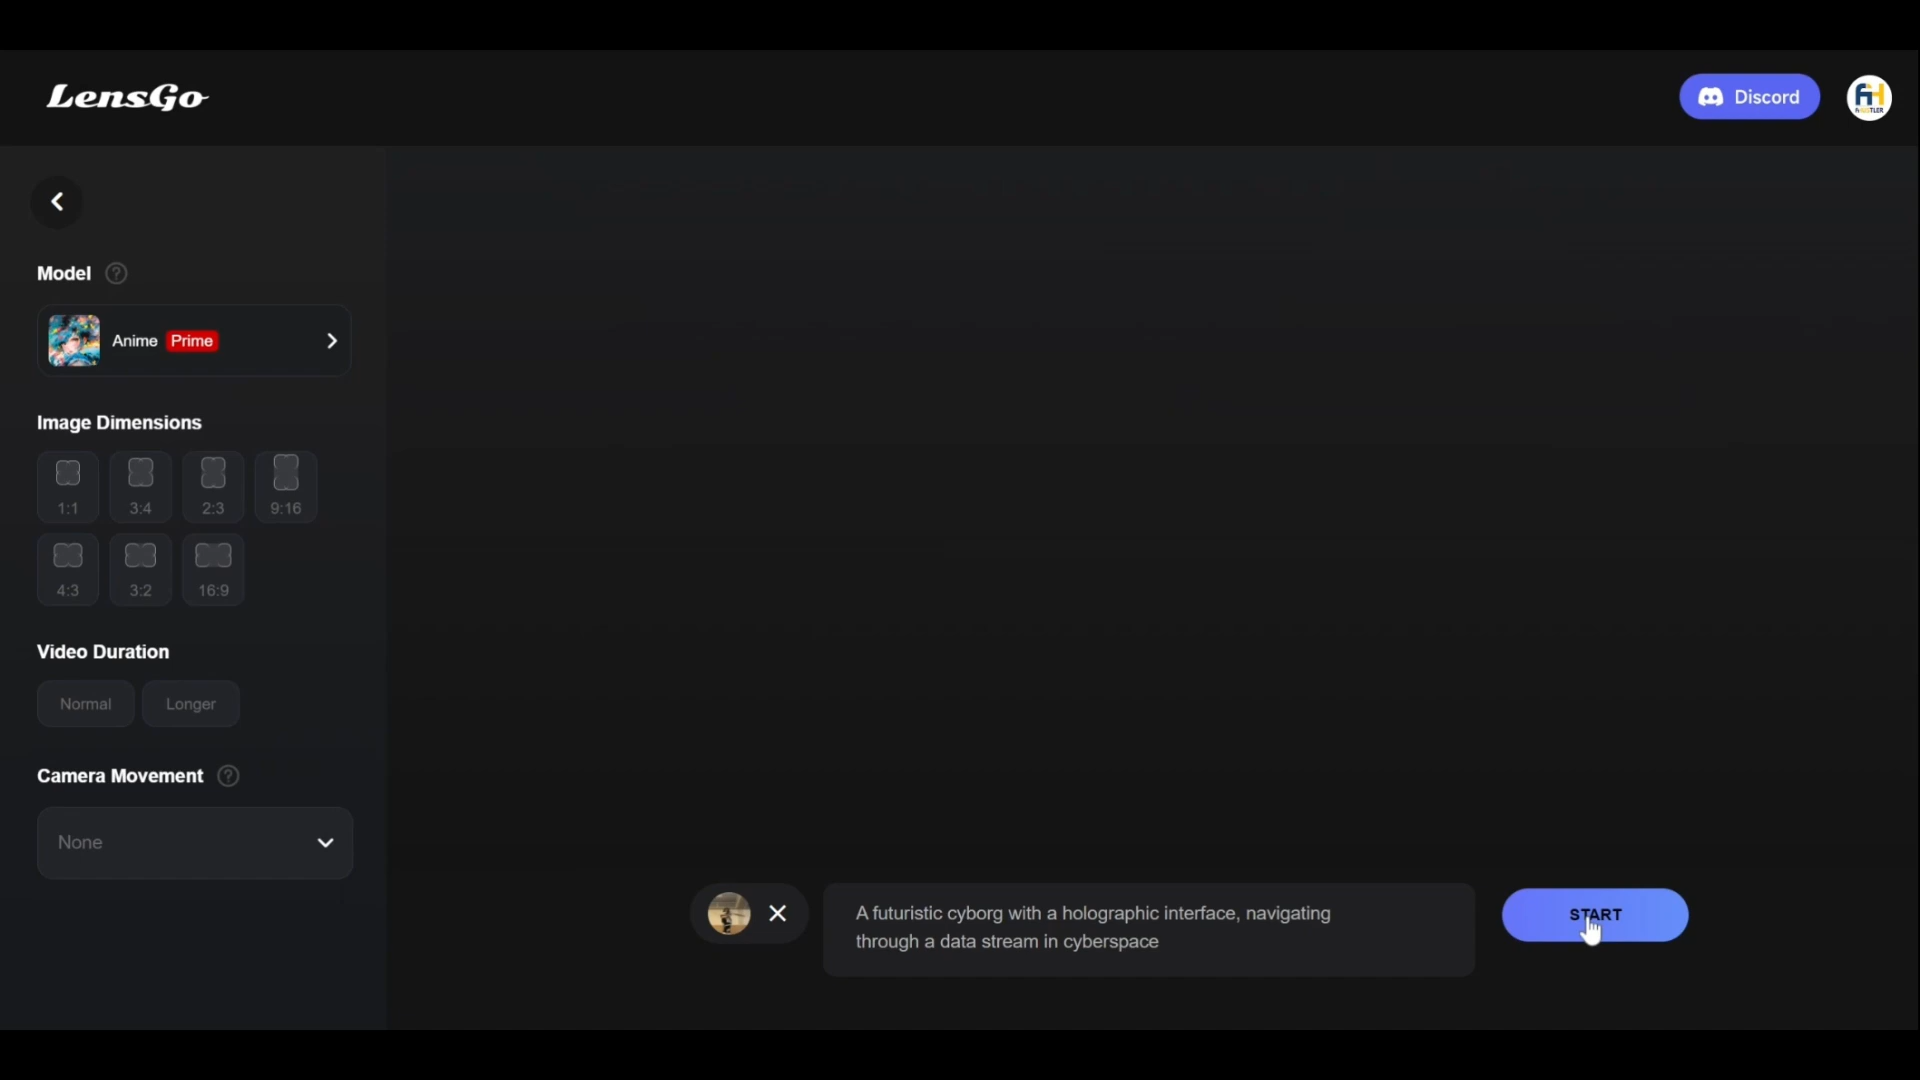 LensGo
Discord
Model
Anime Prime
Image Dimensions
1:1 3:4 2:3 9:16
4:3 3:2 16:9
Video Duration
Normal Longer
Camera Movement
None
A futuristic cyborg with a holographic interface, navigating
through a data stream in cyberspace
START